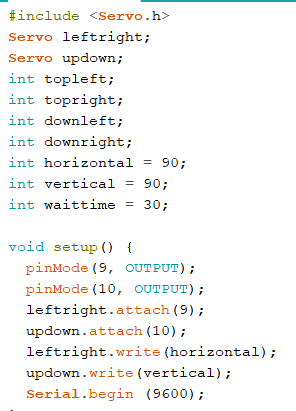 #include <Servo.h>
Servo leftright;
Servo updown;
int topleft;
int topright;
int downleft;
int downright;
int horizontal = 90;
int vertical = 90;
int waittime = 30;

void setup() {
  pinMode(9, OUTPUT);
  pinMode(10, OUTPUT);
  leftright.attach(9);
  updown.attach(10);
  leftright.write(horizontal);
  updown.write(vertical);
  Serial.begin (9600);